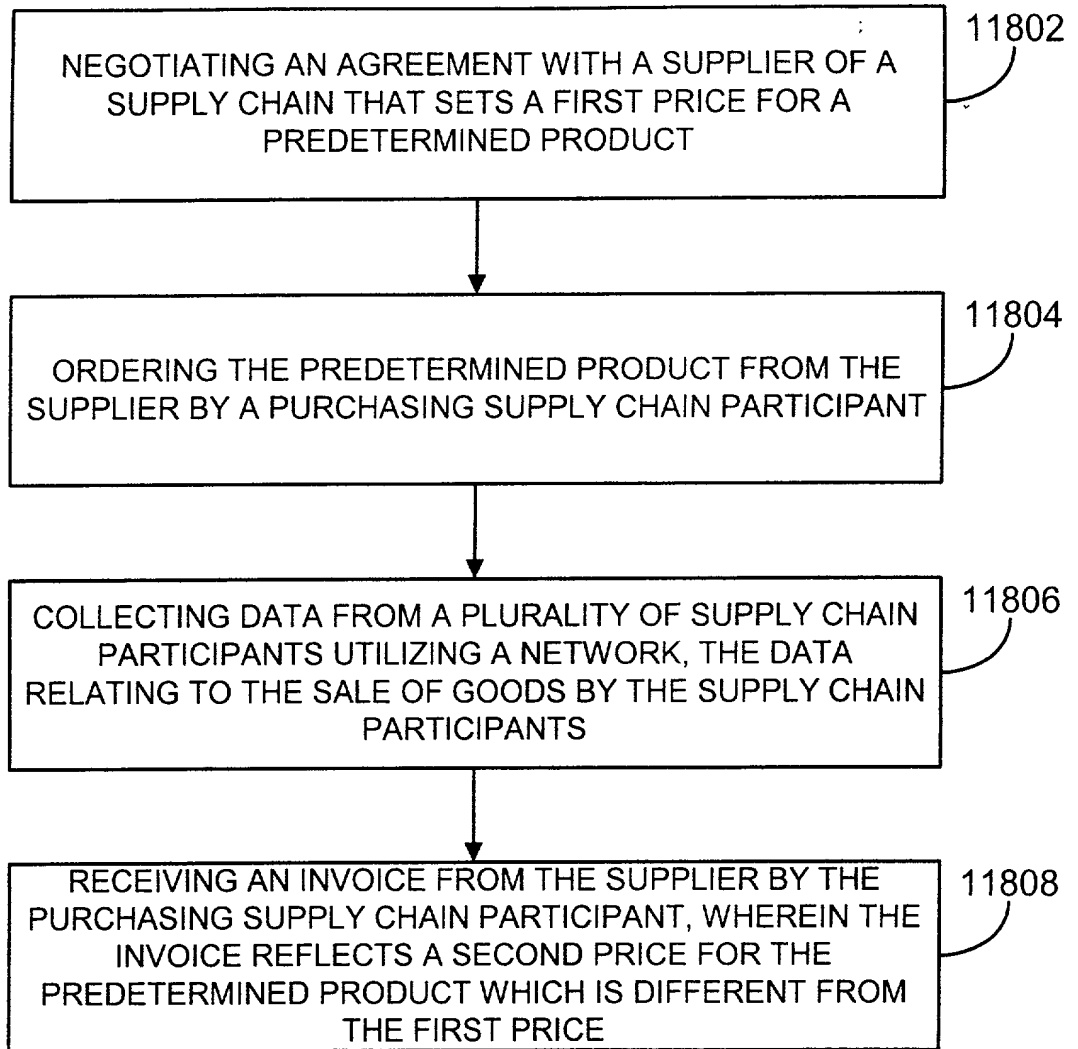 11802
NEGOTIATING AN AGREEMENT WITH A SUPPLIER OF A
SUPPLY CHAIN THAT SETS A FIRST PRICE FOR A
PREDETERMINED PRODUCT
11804
ORDERING THE PREDETERMINED PRODUCT FROM THE
SUPPLIER BY A PURCHASING SUPPLY CHAIN PARTICIPANT
11806
COLLECTING DATA FROM A PLURALITY OF SUPPLY CHAIN
PARTICIPANTS UTILIZING A NETWORK, THE DATA
RELATING TO THE SALE OF GOODS BY THE SUPPLY CHAIN
PARTICIPANTS
11808
RECEIVING AN INVOICE FROM THE SUPPLIER BY THE
PURCHASING SUPPLY CHAIN PARTICIPANT, WHEREIN THE
INVOICE REFLECTS A SECOND PRICE FOR THE
PREDETERMINED PRODUCT WHICH IS DIFFERENT FROM
THE FIRST PRICE